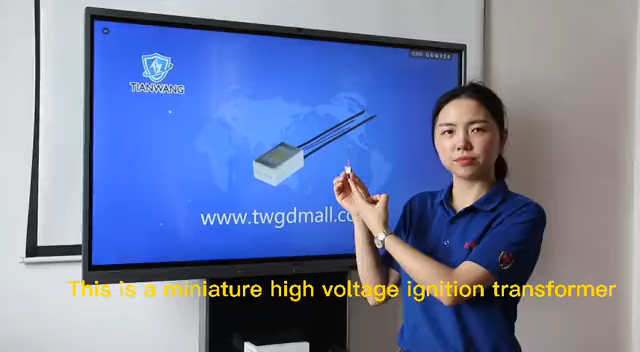 TIANWANG
www.twgdmall.co
This is a miniature high voltage ignition transformer